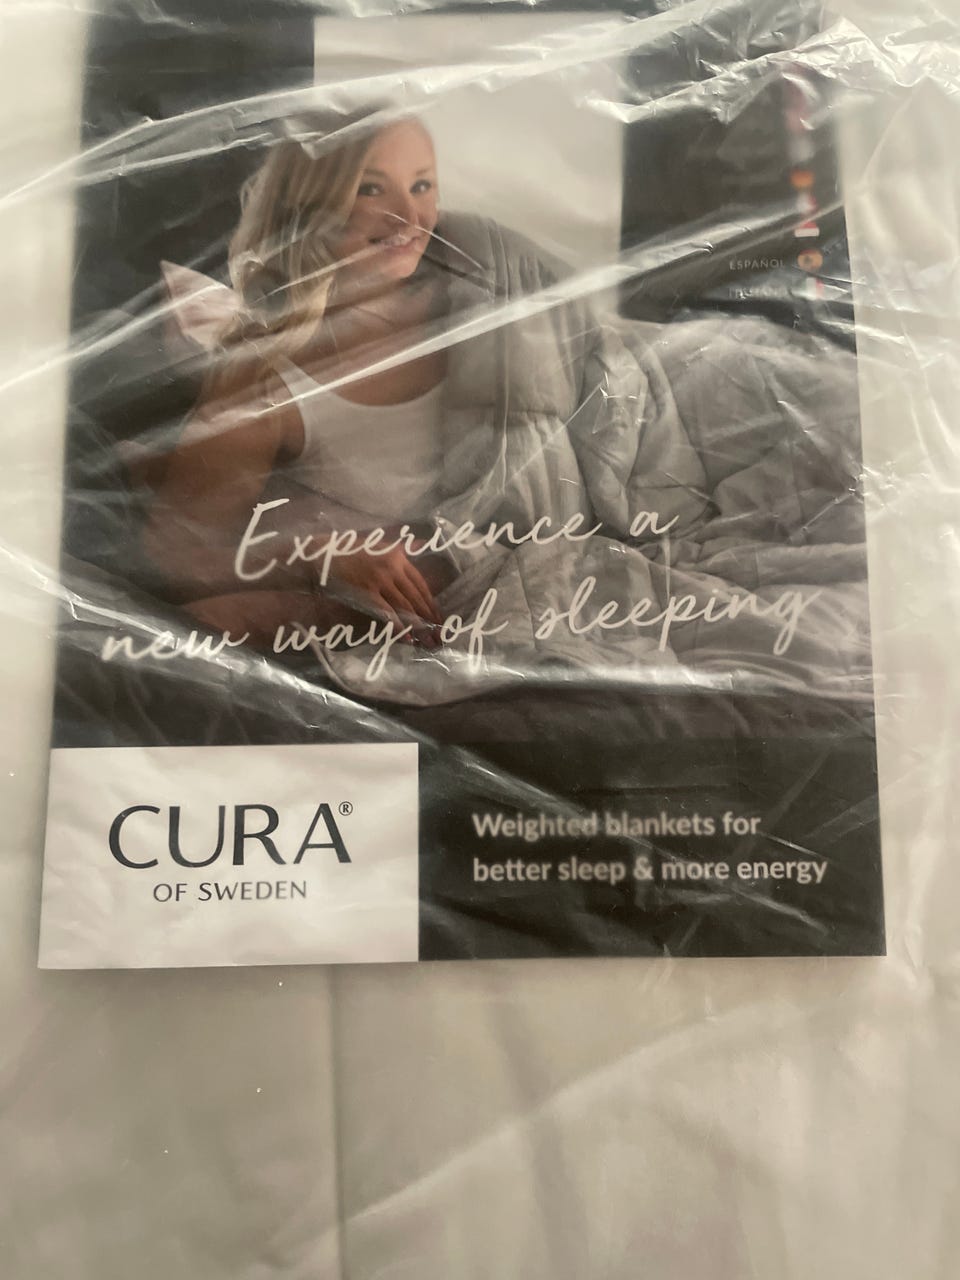 ESPAÑOL
Experience a
new way of sleeping
CURA®
OF SWEDEN
Weighted blankets for
better sleep & more energy